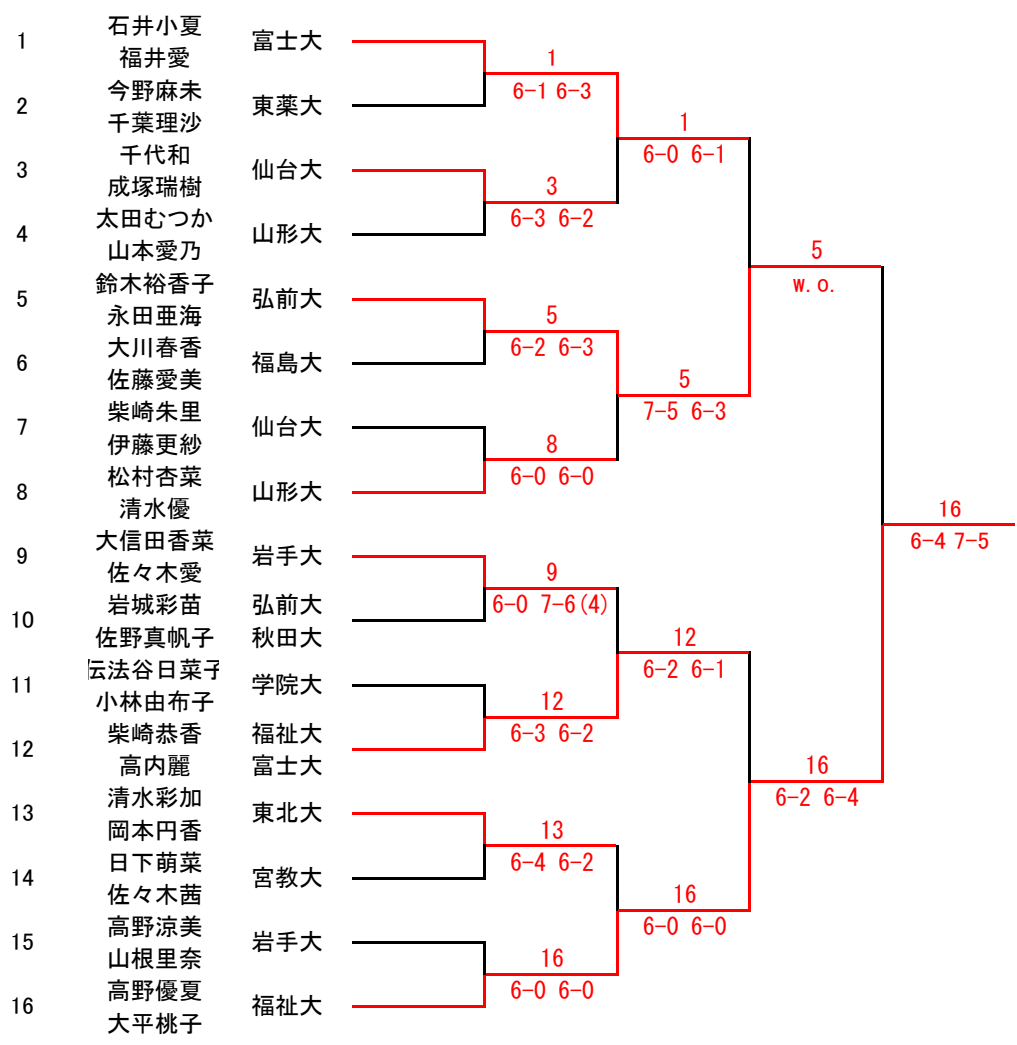 石井小夏
1 富士大
福井愛
今野麻未
2 東薬大
千葉理沙
千代和
3 仙台大
成塚瑞樹
太田むつか
4 山形大
山本愛乃
鈴木裕香子
5 弘前大
永田亜海
大川春香
6 福島大
佐藤愛美
柴崎朱里
7 仙台大
伊藤更紗
松村杏菜
8 山形大
清水優
大信田香菜
9 岩手大
佐々木愛
岩城彩苗 弘前大
10
佐野真帆子 秋田大
伝法谷日菜子
11 学院大
小林由布子
柴崎恭香 福祉大
12
高内麗 富士大
清水彩加
13 東北大
岡本円香
日下萌菜
14 宮教大
佐々木茜
高野涼美
15 岩手大
山根里奈
高野優夏
16 福祉大
大平桃子
1
6-1 6-3
3
6-3 6-2
5
6-2 6-3
8
6-0 6-0
9
6-0 7-6(4)
12
6-3 6-2
13
6-4 6-2
16
6-0 6-0
1
6-0 6-1
5
7-5 6-3
12
6-2 6-1
16
6-0 6-0
5
w.o.
16
6-2 6-4
16
6-4 7-5